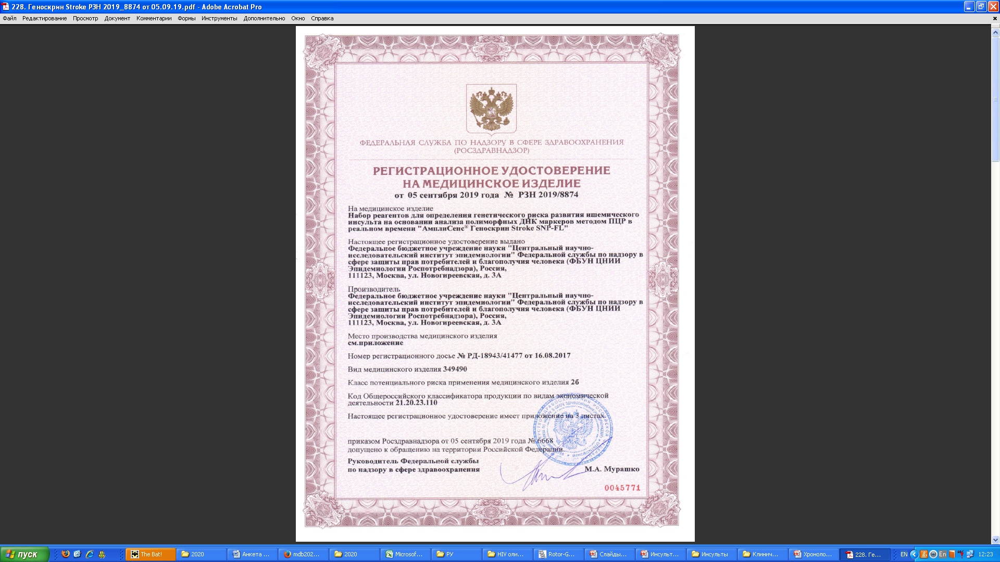 228. Геноскрин Stroke РЗН 2019_8874 от 05.09.19.pdf - Adobe Acrobat Pro
Файл Редактирование Просмотр Документ Комментарии Формы Инструменты Дополнительно Окно Справка
ФЕДЕРАЛЬНАЯ СЛУЖБА ПО НАДЗОРУ В СФЕРЕ ЗДРАВООХРАНЕНИЯ
(РОСЗДРАВНАДЗОР)
РЕГИСТРАЦИОННОЕ УДОСТОВЕРЕНИЕ
НА МЕДИЦИНСКОЕ ИЗДЕЛИЕ
от 05 сентября 2019 года № РЗН 2019/8874
На медицинское изделие
Набор реагентов для определения генетического риска развития ишемического
инсульта на основании анализа полиморфных ДНК маркеров методом ПЦР в
реальном времени "АмплиСенс® Геноскрин Stroke SNP-FL"
Настоящее регистрационное удостоверение выдано
Федеральное бюджетное учреждение науки "Центральный научно-
исследовательский институт эпидемиологии" Федеральной службы по надзору в
сфере защиты прав потребителей и благополучия человека (ФБУН ЦНИИ
Эпидемиологии Роспотребнадзора), Россия,
111123, Москва, ул. Новогиреевская, д. 3А
Производитель
Федеральное бюджетное учреждение науки "Центральный научно-
исследовательский институт эпидемиологии" Федеральной службы по надзору в
сфере защиты прав потребителей и благополучия человека (ФБУН ЦНИИ
Эпидемиологии Роспотребнадзора), Россия,
111123, Москва, ул. Новогиреевская, д. 3А
Место производства медицинского изделия
см.приложение
Номер регистрационного досье № РД-18943/41477 от 16.08.2017
Вид медицинского изделия 349490
Класс потенциального риска применения медицинского изделия 2б
Код Общероссийского классификатора продукции по видам экономической
деятельности 21.20.23.110
Настоящее регистрационное удостоверение имеет приложение на 3 листах
приказом Росздравнадзора от 05 сентября 2019 года № 6668
допущено к обращению на территории Российской Федерации.
Руководитель Федеральной службы
по надзору в сфере здравоохранения
М.А. Мурашко
0045771
пуск The Bat! 2020 Анкета ... mdb202... 2020 Microsof... РУ HIV оли... Rotor-G... Слайды... Инсульт... Инсульты Клинич... Хроноло... 228. Ге... EN En 12:23